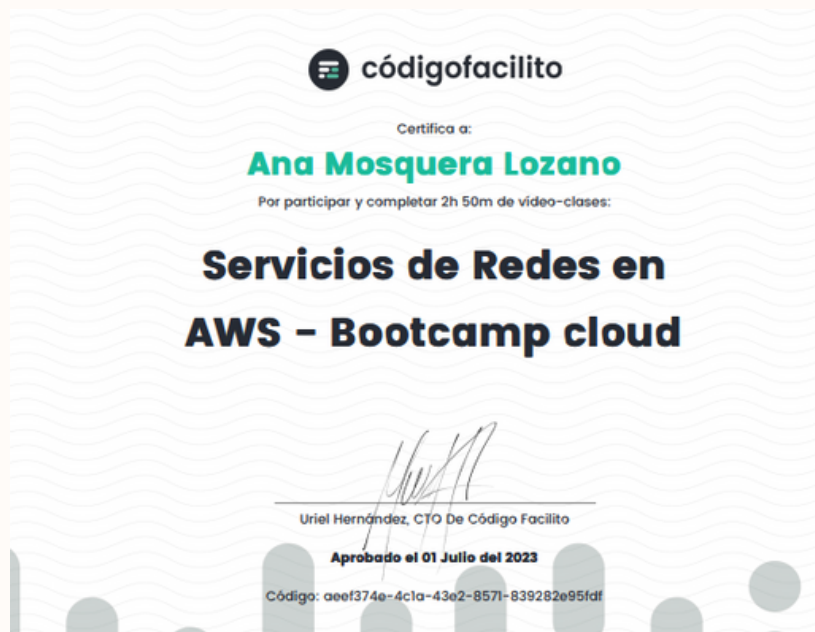 códigofacilito
Certifica a:
Ana Mosquera Lozano
Por participar y completar 2h 50m de vídeo-clases:
Servicios de Redes en
AWS - Bootcamp cloud
Uriel Hernández, CTO De Código Facilito
Aprobado el 01 Julio del 2023
Código: aeef374e-4c1a-43e2-8571-839282e95fdf